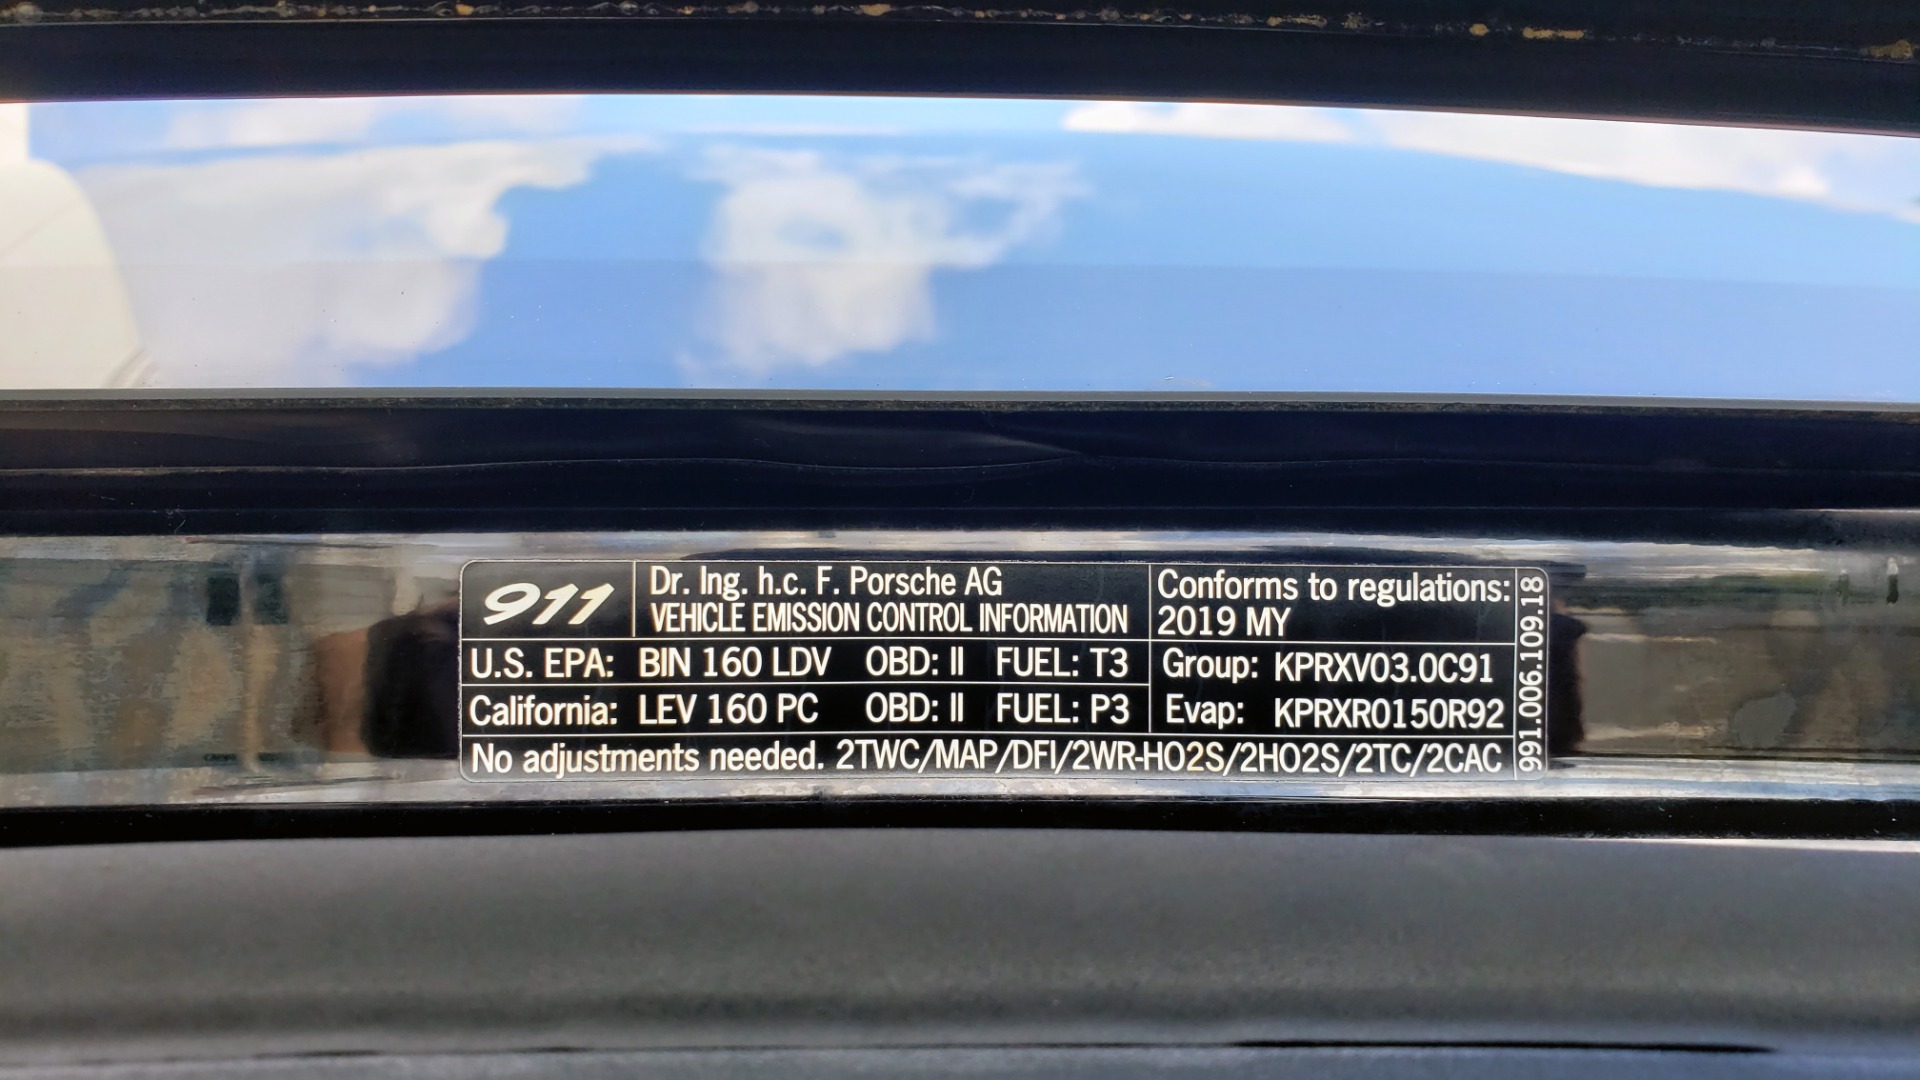 911
Dr. Ing. h.c. F. Porsche AG
VEHICLE EMISSION CONTROL INFORMATION
Conforms to regulations:
2019 MY
U.S. EPA: BIN 160 LDV OBD: II FUEL: T3
California: LEV 160 PC OBD: II FUEL: P3
Group: KPRXV03.0C91
Evap: KPRXR0150R92
No adjustments needed. 2TWC/MAP/DFI/2WR-HO2S/2HO2S/2TC/2CAC
991.006.109.18